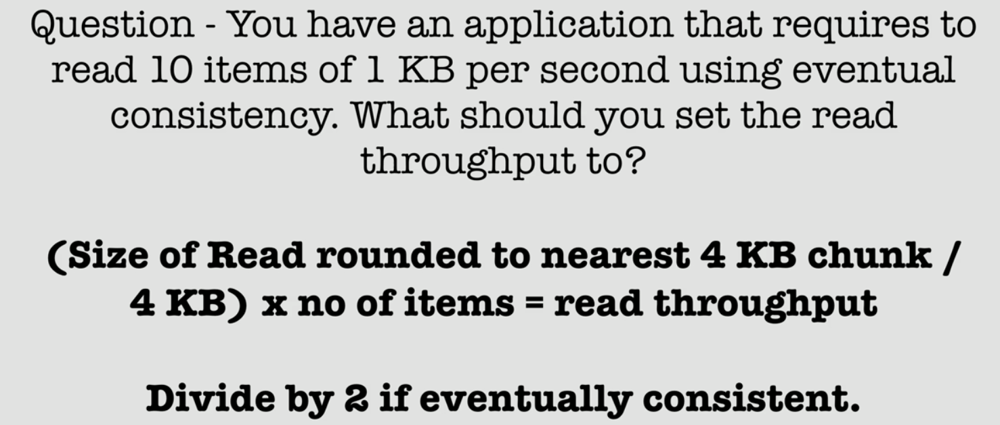 Question - You have an application that requires to
read 10 items of 1 KB per second using eventual
consistency. What should you set the read
throughput to?
(Size of Read rounded to nearest 4 KB chunk /
4 KB) x no of items = read throughput
Divide by 2 if eventually consistent.